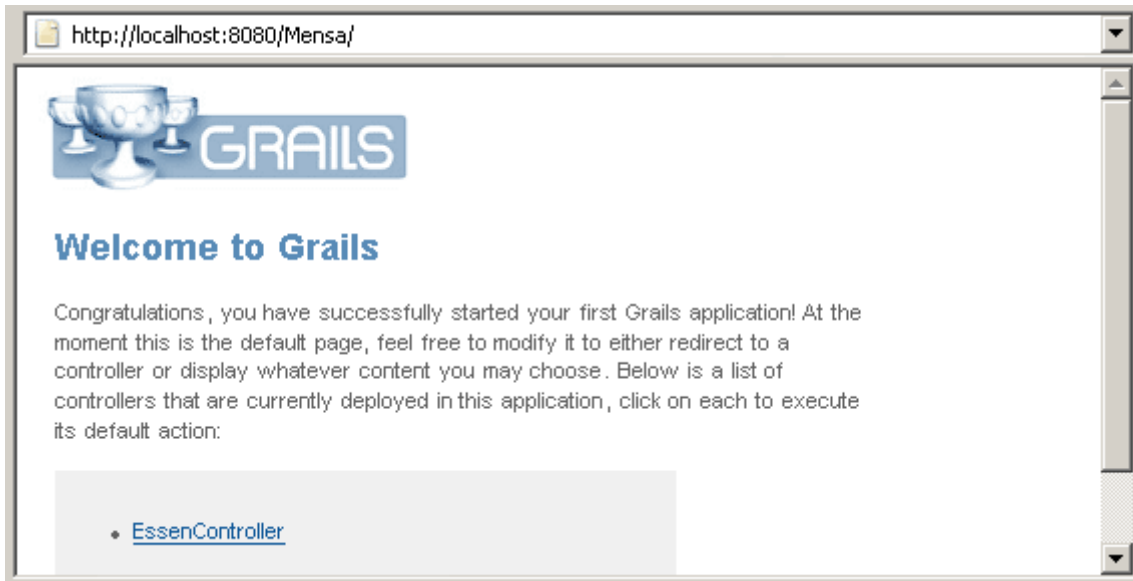 http://localhost:8080/Mensa/
GRAILS
Welcome to Grails
Congratulations, you have successfully started your first Grails application! At the
moment this is the default page, feel free to modify it to either redirect to a
controller or display whatever content you may choose. Below is a list of
controllers that are currently deployed in this application, click on each to execute
its default action:
EssenController